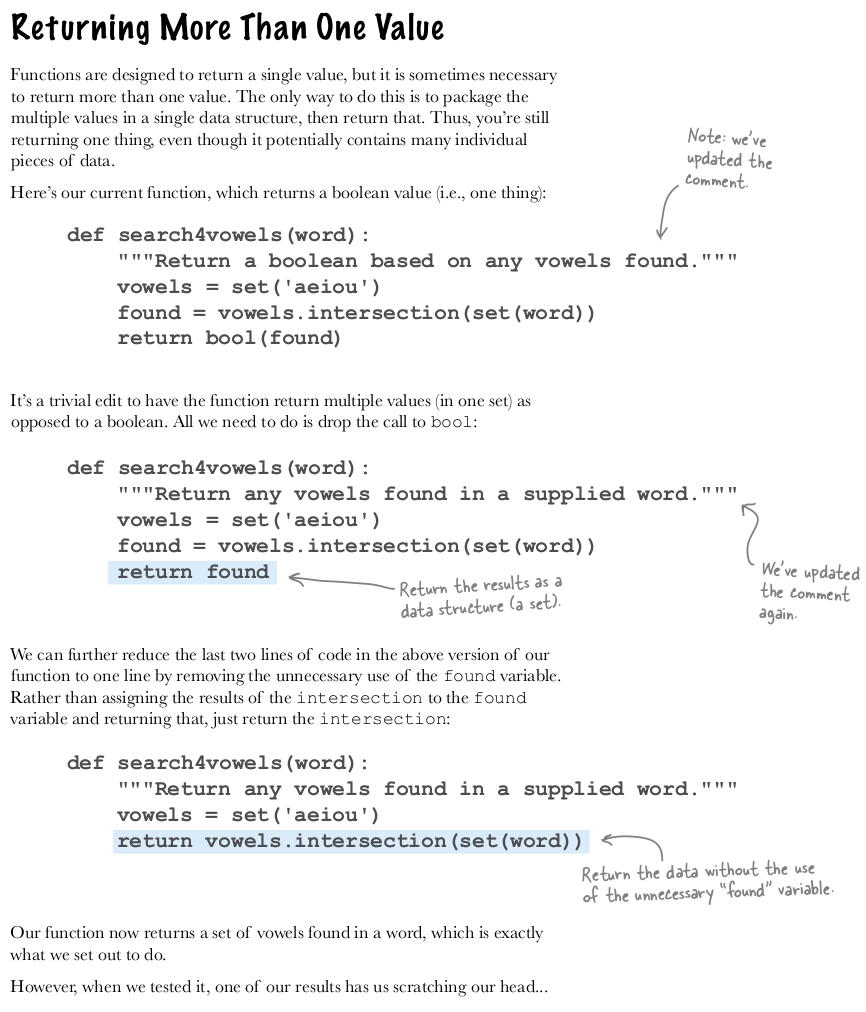 Returning More Than One Value
Functions are designed to return a single value, but it is sometimes necessary
to return more than one value. The only way to do this is to package the
multiple values in a single data structure, then return that. Thus, you’re still
returning one thing, even though it potentially contains many individual
pieces of data.
Note: we’ve
updated the
comment.
Here’s our current function, which returns a boolean value (i.e., one thing):
def search4vowels(word):
"""Return a boolean based on any vowels found."""
vowels = set('aeiou')
found = vowels.intersection(set(word))
return bool(found)
It’s a trivial edit to have the function return multiple values (in one set) as
opposed to a boolean. All we need to do is drop the call to bool:
def search4vowels(word):
"""Return any vowels found in a supplied word."""
vowels = set('aeiou')
found = vowels.intersection(set(word))
return found
Return the results as a
data structure (a set).
We’ve updated
the comment
again.
We can further reduce the last two lines of code in the above version of our
function to one line by removing the unnecessary use of the found variable.
Rather than assigning the results of the intersection to the found
variable and returning that, just return the intersection:
def search4vowels(word):
"""Return any vowels found in a supplied word."""
vowels = set('aeiou')
return vowels.intersection(set(word))
Return the data without the use
of the unnecessary “found” variable.
Our function now returns a set of vowels found in a word, which is exactly
what we set out to do.
However, when we tested it, one of our results has us scratching our head...